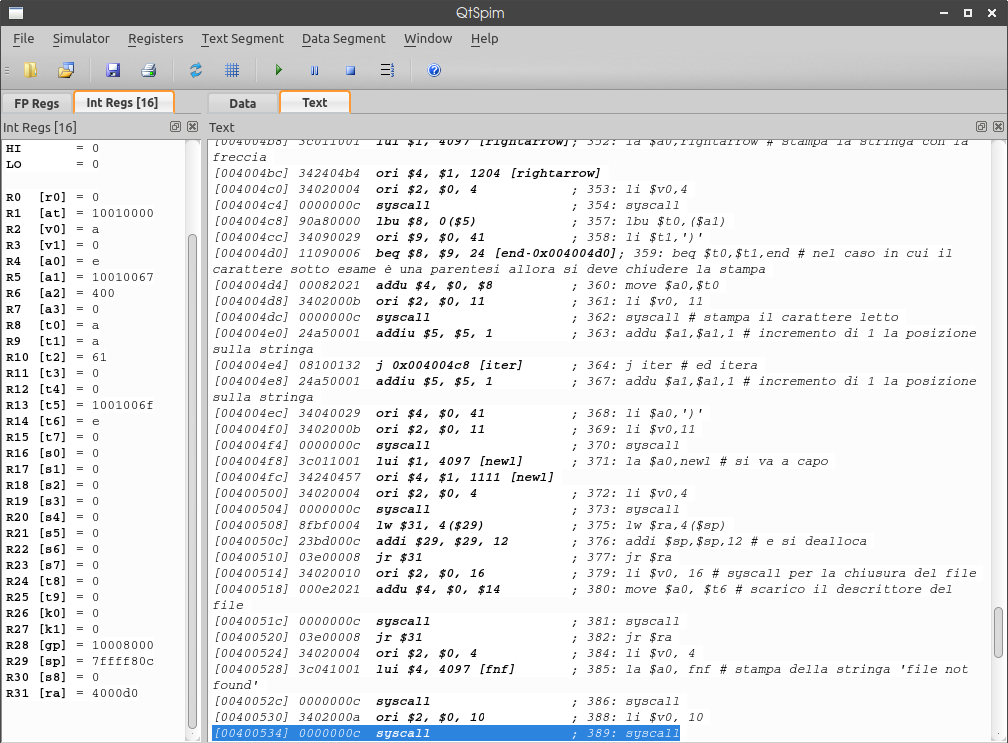 QtSpim
File Simulator Registers Text Segment Data Segment Window Help
FP Regs Int Regs [16] Data Text
Int Regs [16]
HI = 0
LO = 0
R0 [r0] = 0
R1 [at] = 10010000
R2 [v0] = a
R3 [v1] = 0
R4 [a0] = e
R5 [a1] = 10010067
R6 [a2] = 400
R7 [a3] = 0
R8 [t0] = a
R9 [t1] = a
R10 [t2] = 61
R11 [t3] = 0
R12 [t4] = 0
R13 [t5] = 1001006f
R14 [t6] = e
R15 [t7] = 0
R16 [s0] = 0
R17 [s1] = 0
R18 [s2] = 0
R19 [s3] = 0
R20 [s4] = 0
R21 [s5] = 0
R22 [s6] = 0
R23 [s7] = 0
R24 [t8] = 0
R25 [t9] = 0
R26 [k0] = 0
R27 [k1] = 0
R28 [gp] = 10008000
R29 [sp] = 7ffff80c
R30 [s8] = 0
R31 [ra] = 4000d0
Text
[004004b8] 3c011001 lui $1, 4097 [rightarrow]; 352: la $a0,rightarrow # stampa la stringa con la
freccia
[004004bc] 342404b4 ori $4, $1, 1204 [rightarrow]
[004004c0] 34020004 ori $2, $0, 4 ; 353: li $v0,4
[004004c4] 0000000c syscall ; 354: syscall
[004004c8] 90a80000 lbu $8, 0($5) ; 357: lbu $t0,($a1)
[004004cc] 34090029 ori $9, $0, 41 ; 358: li $t1,')'
[004004d0] 11090006 beq $8, $9, 24 [end-0x004004d0]; 359: beq $t0,$t1,end # nel caso in cui il
carattere sotto esame è una parentesi allora si deve chiudere la stampa
[004004d4] 00082021 addu $4, $0, $8 ; 360: move $a0,$t0
[004004d8] 3402000b ori $2, $0, 11 ; 361: li $v0, 11
[004004dc] 0000000c syscall ; 362: syscall # stampa il carattere letto
[004004e0] 24a50001 addiu $5, $5, 1 ; 363: addu $a1,$a1,1 # incremento di 1 la posizione
sulla stringa
[004004e4] 08100132 j 0x004004c8 [iter] ; 364: j iter # ed itera
[004004e8] 24a50001 addiu $5, $5, 1 ; 367: addu $a1,$a1,1 # incremento di 1 la posizione
sulla stringa
[004004ec] 34040029 ori $4, $0, 41 ; 368: li $a0,')'
[004004f0] 3402000b ori $2, $0, 11 ; 369: li $v0,11
[004004f4] 0000000c syscall ; 370: syscall
[004004f8] 3c011001 lui $1, 4097 [newl] ; 371: la $a0,newl # si va a capo
[004004fc] 34240457 ori $4, $1, 1111 [newl]
[00400500] 34020004 ori $2, $0, 4 ; 372: li $v0,4
[00400504] 0000000c syscall ; 373: syscall
[00400508] 8fbf0004 lw $31, 4($29) ; 375: lw $ra,4($sp)
[0040050c] 23bd000c addi $29, $29, 12 ; 376: addi $sp,$sp,12 # e si dealloca
[00400510] 03e00008 jr $31 ; 377: jr $ra
[00400514] 34020010 ori $2, $0, 16 ; 379: li $v0, 16 # syscall per la chiusura del file
[00400518] 000e2021 addu $4, $0, $14 ; 380: move $a0, $t6 # scarico il descrittore del
file
[0040051c] 0000000c syscall ; 381: syscall
[00400520] 03e00008 jr $31 ; 382: jr $ra
[00400524] 34020004 ori $2, $0, 4 ; 384: li $v0, 4
[00400528] 3c041001 lui $4, 4097 [fnf] ; 385: la $a0, fnf # stampa della stringa 'file not
found'
[0040052c] 0000000c syscall ; 386: syscall
[00400530] 3402000a ori $2, $0, 10 ; 388: li $v0, 10
[00400534] 0000000c syscall ; 389: syscall